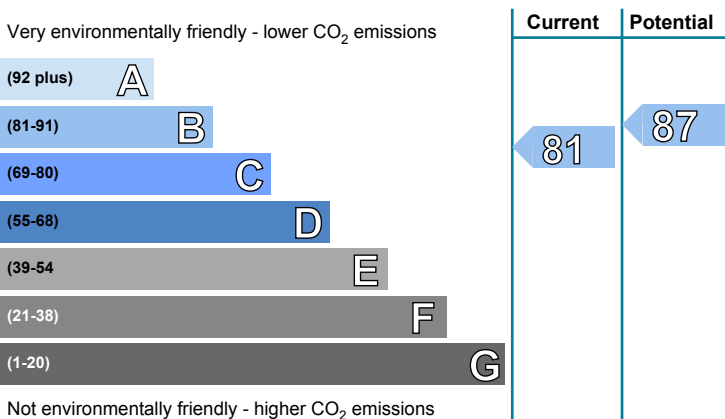 Current Potential
Very environmentally friendly - lower CO₂ emissions
(92 plus) A
(81-91) B
(69-80) C
(55-68) D
(39-54 E
(21-38) F
(1-20) G
81
87
Not environmentally friendly - higher CO₂ emissions